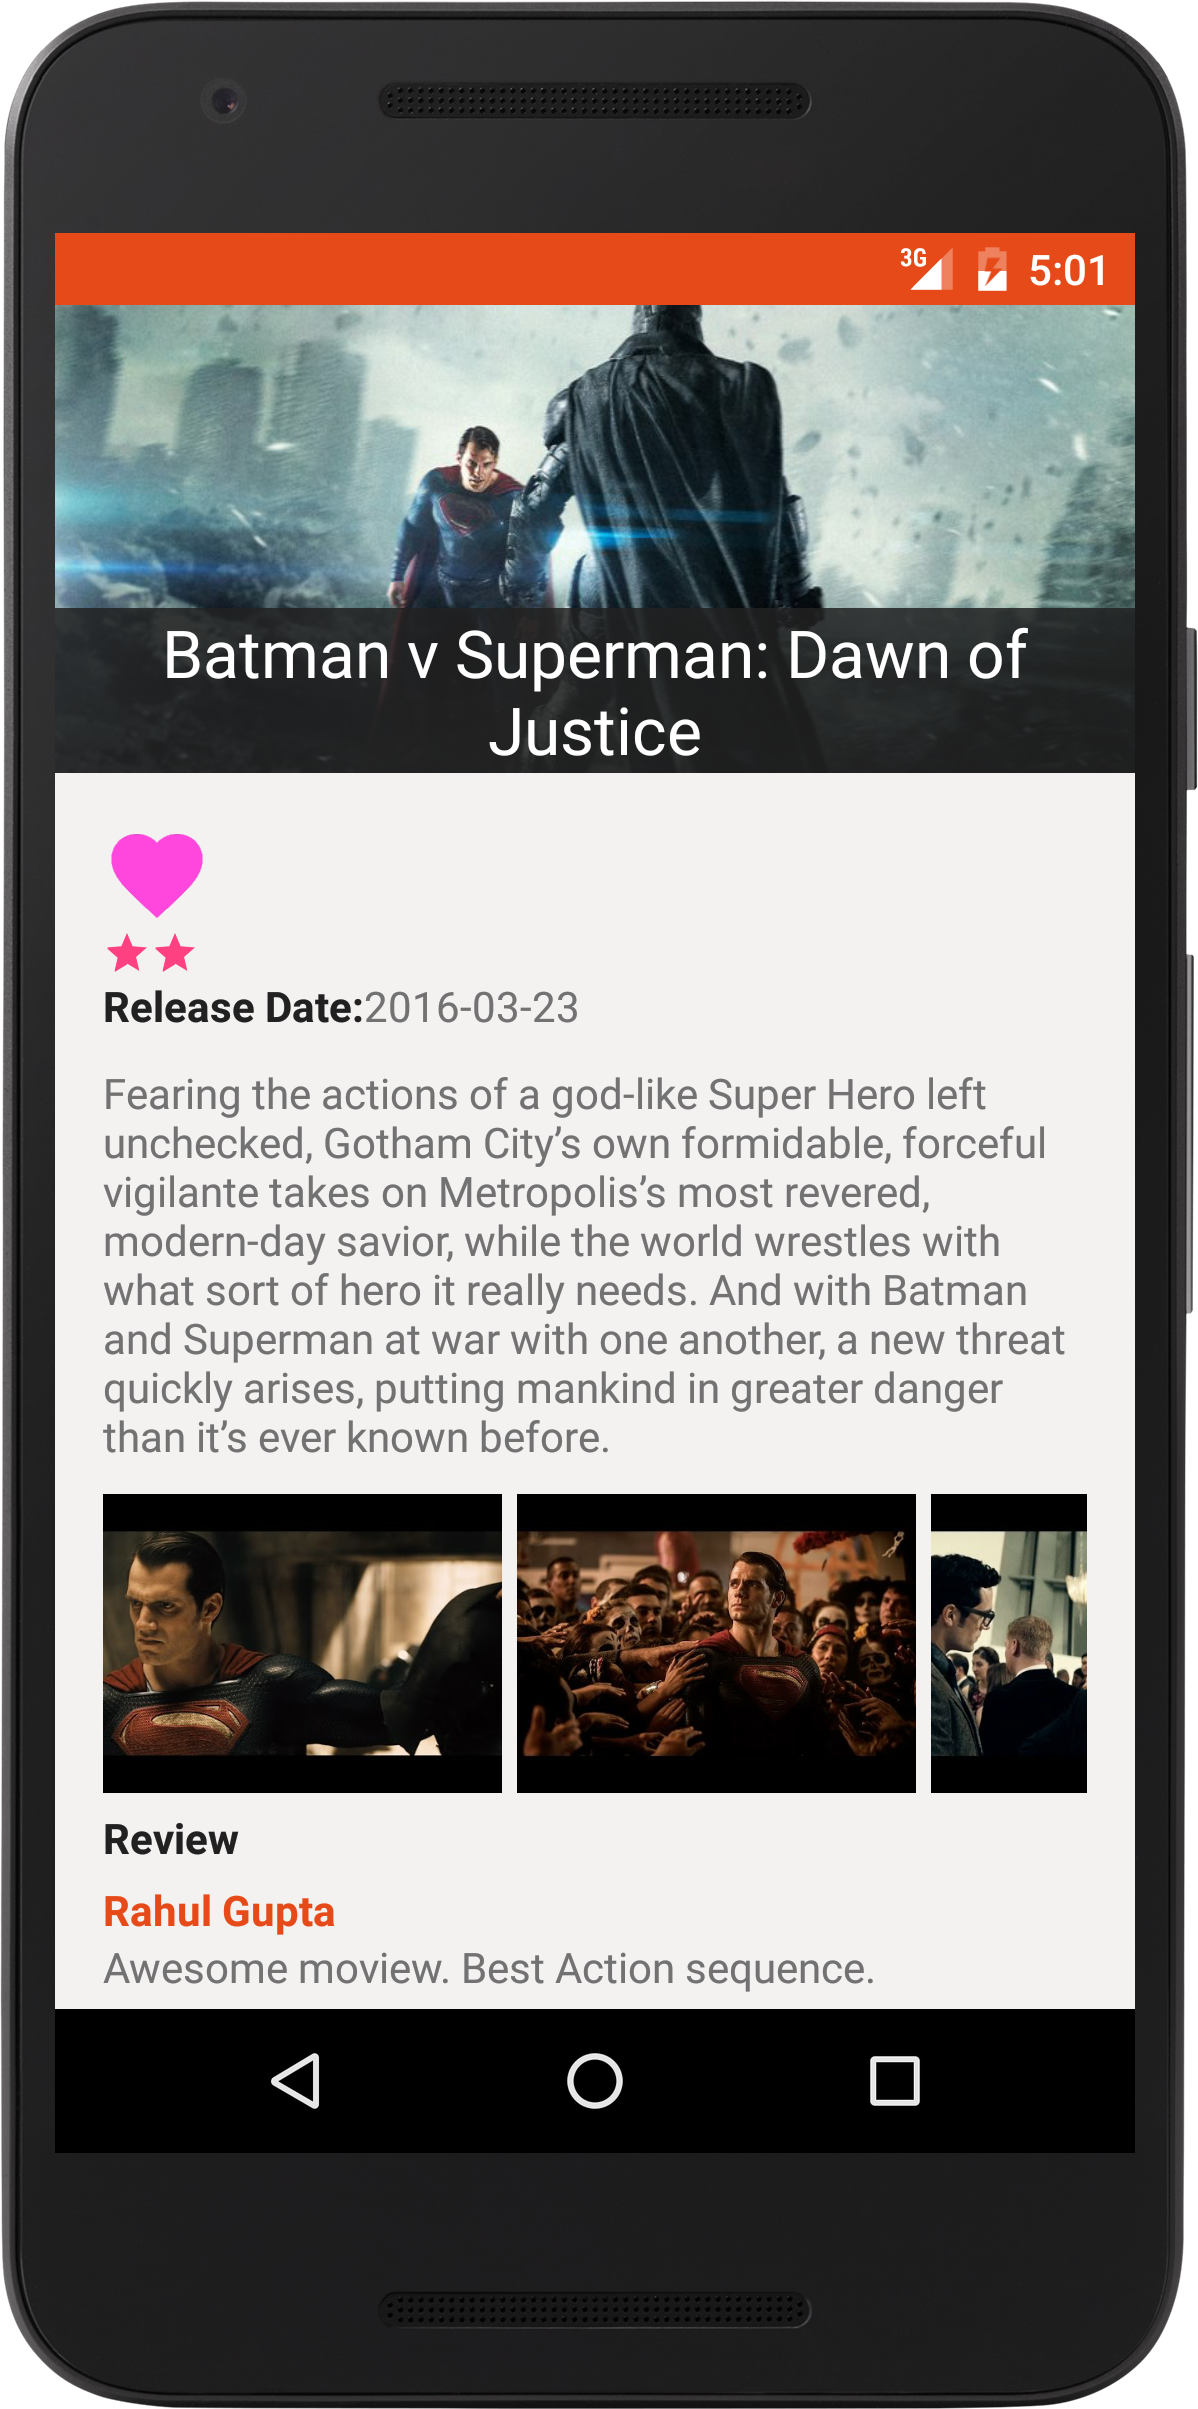 3G 5:01
Batman v Superman: Dawn of
Justice
Release Date:2016-03-23
Fearing the actions of a god-like Super Hero left
unchecked, Gotham City’s own formidable, forceful
vigilante takes on Metropolis’s most revered,
modern-day savior, while the world wrestles with
what sort of hero it really needs. And with Batman
and Superman at war with one another, a new threat
quickly arises, putting mankind in greater danger
than it’s ever known before.
Review
Rahul Gupta
Awesome moview. Best Action sequence.